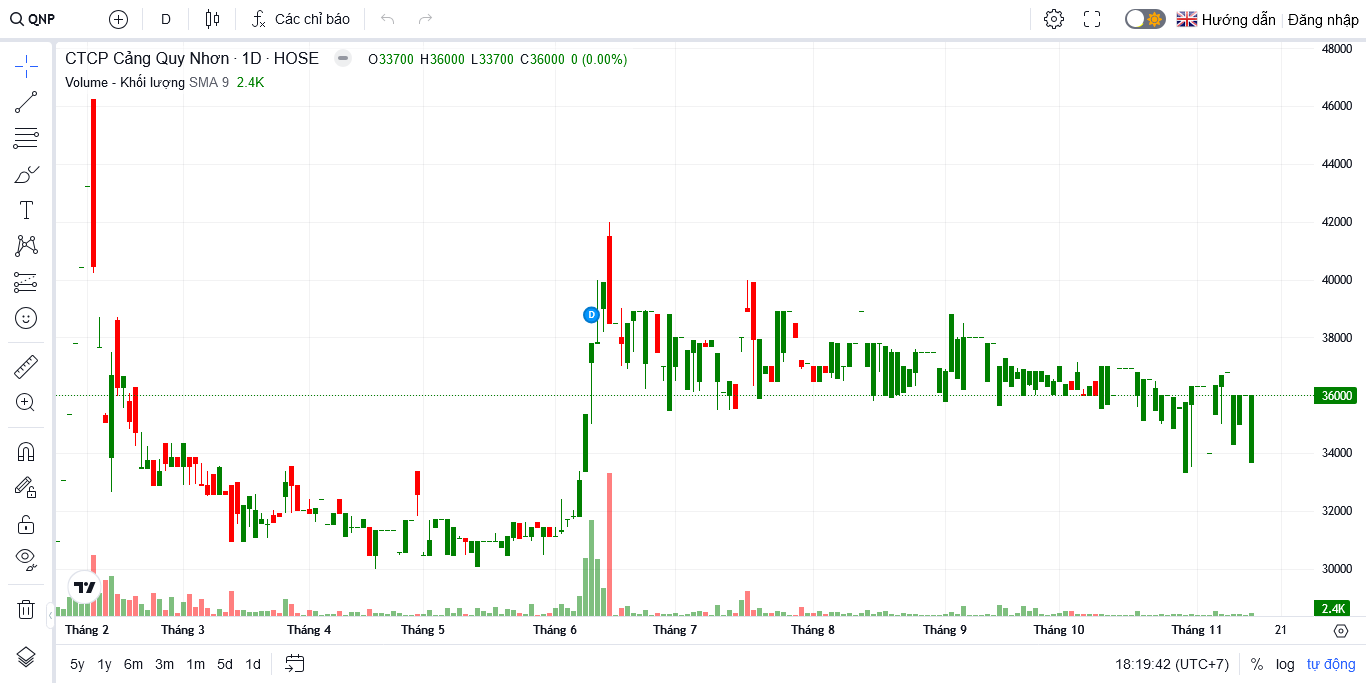 QNP D Các chỉ báo Hướng dẫn Đăng nhập
CTCP Cảng Quy Nhơn · 1D · HOSE O33700 H36000 L33700 C36000 0 (0.00%)
Volume - Khối lượng SMA 9 2.4K
48000
46000
44000
42000
40000
38000
36000
34000
32000
30000
2.4K
D
Tháng 2 Tháng 3 Tháng 4 Tháng 5 Tháng 6 Tháng 7 Tháng 8 Tháng 9 Tháng 10 Tháng 11 21
5y 1y 6m 3m 1m 5d 1d 18:19:42 (UTC+7) % log tự động